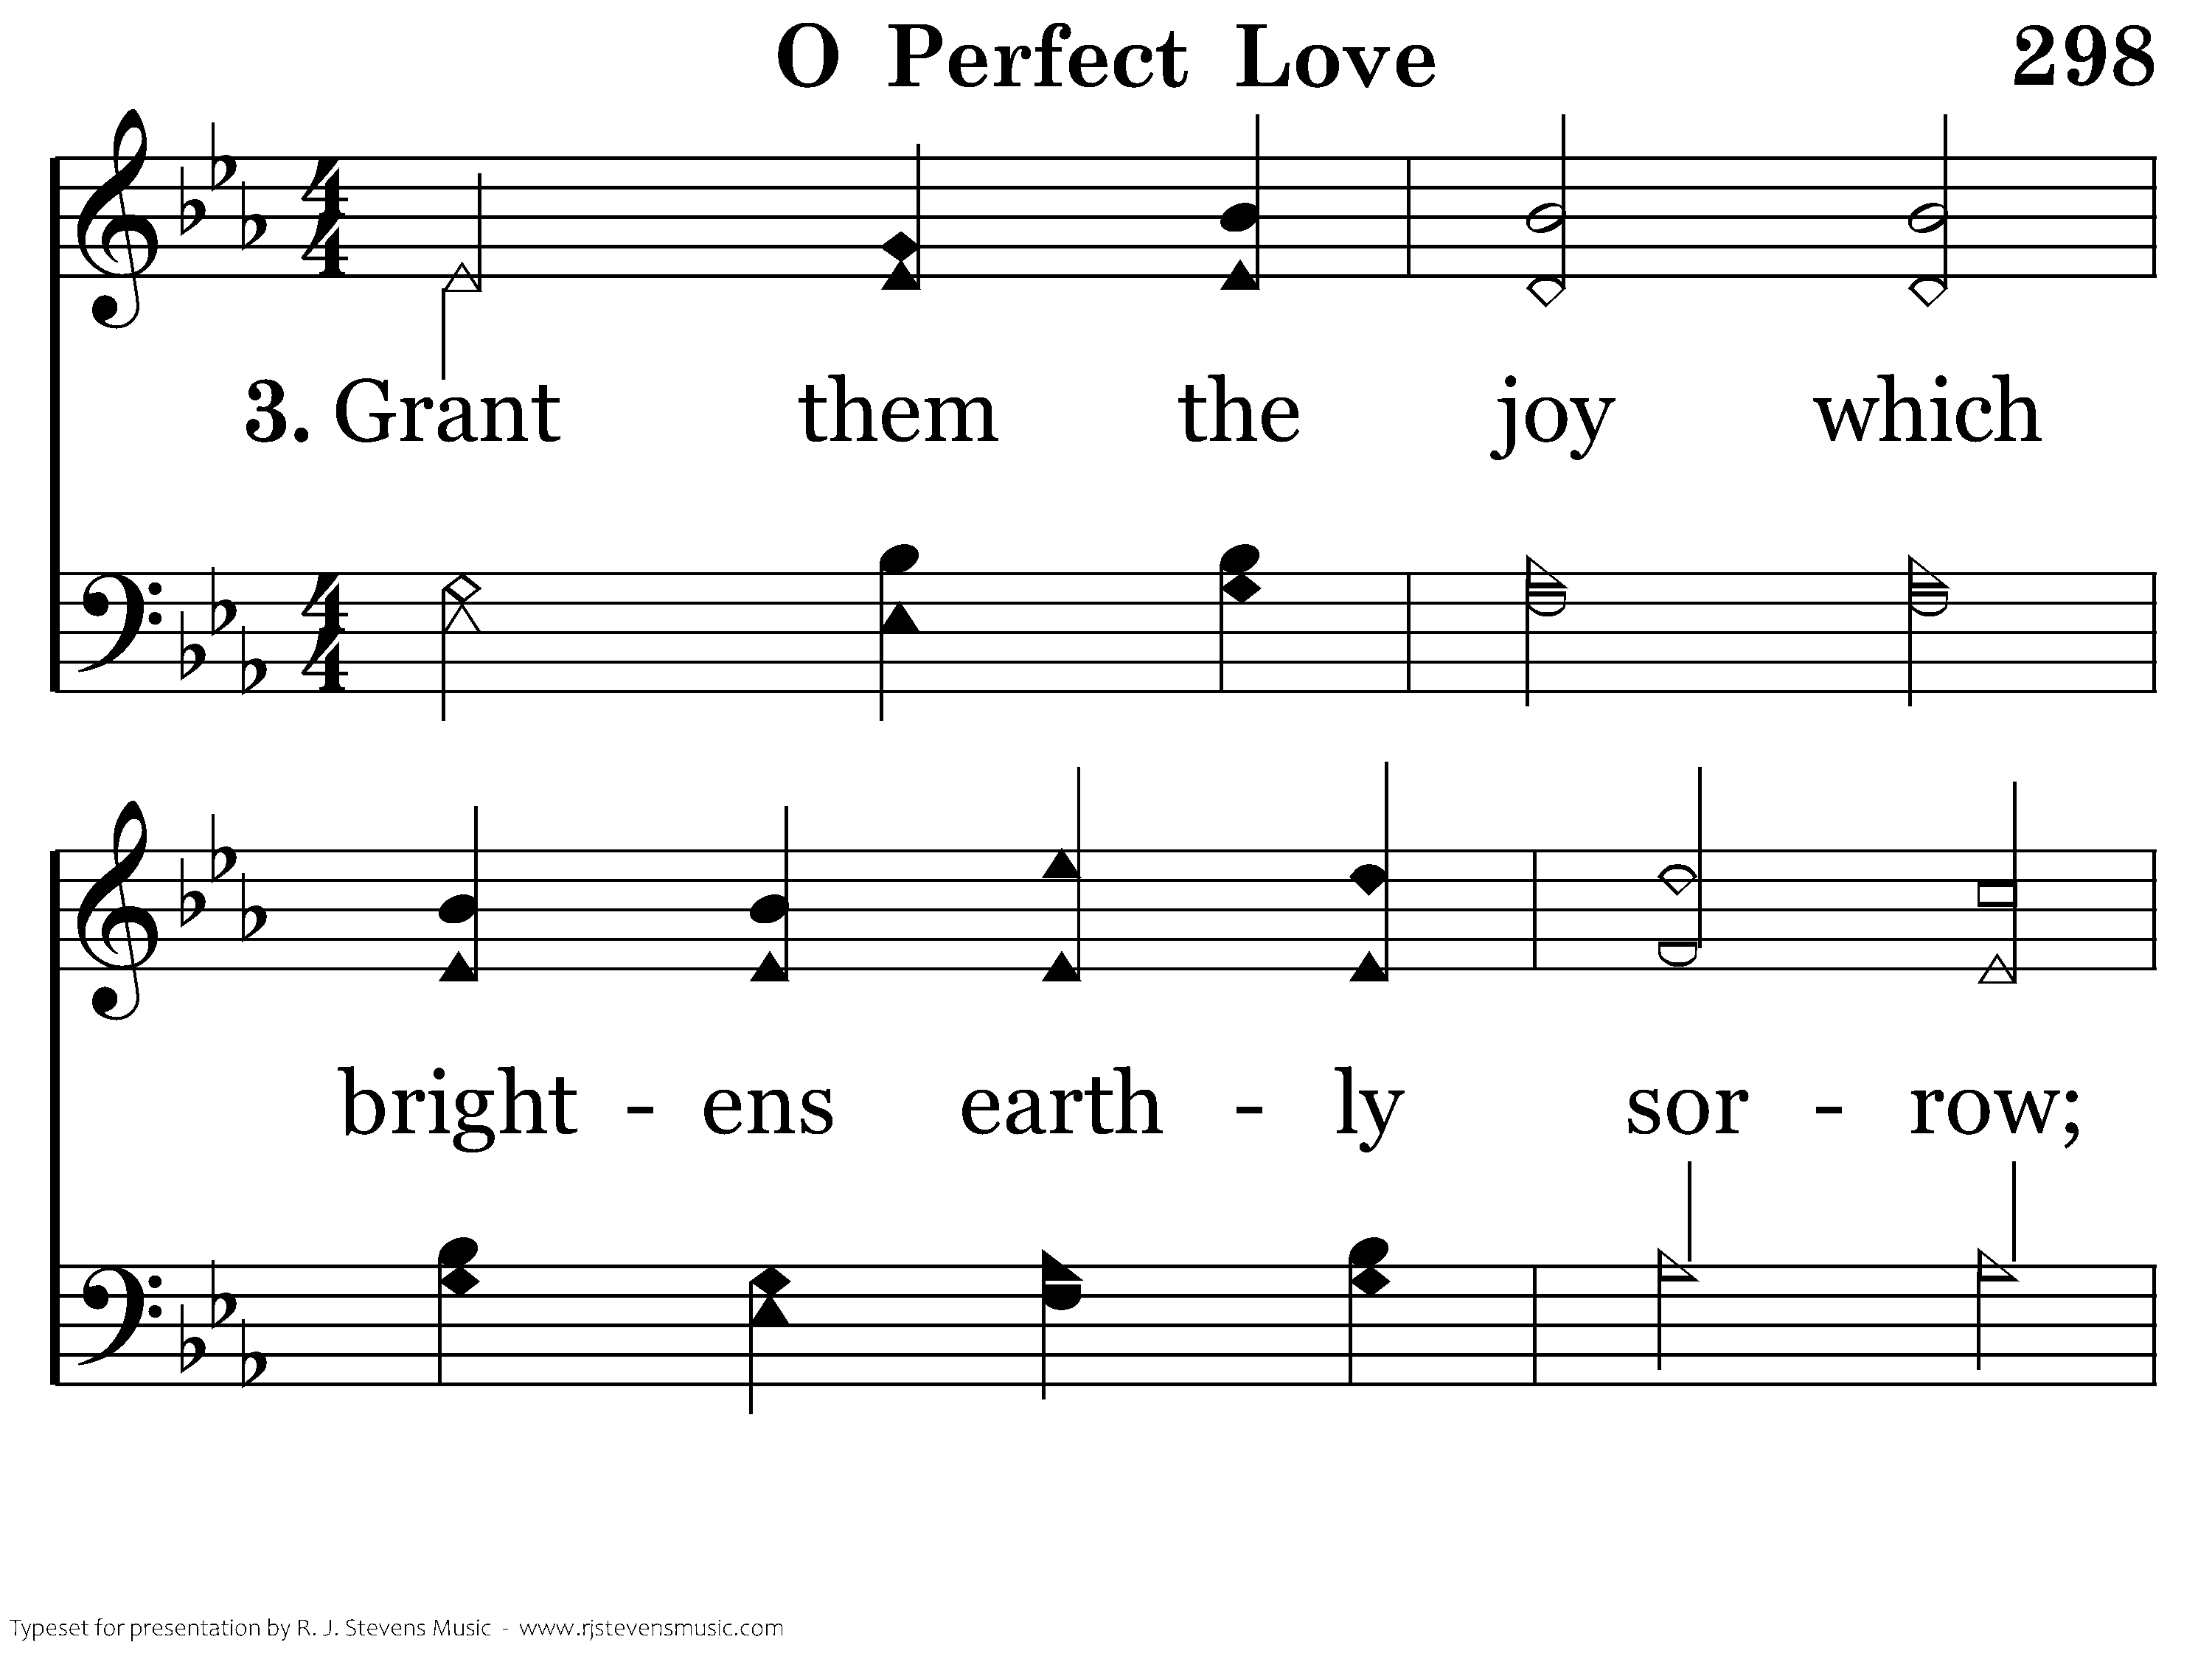 O Perfect Love 298
3. Grant them the joy which
bright - ens earth - ly sor - row;
Typeset for presentation by R. J. Stevens Music - www.rjstevensmusic.com